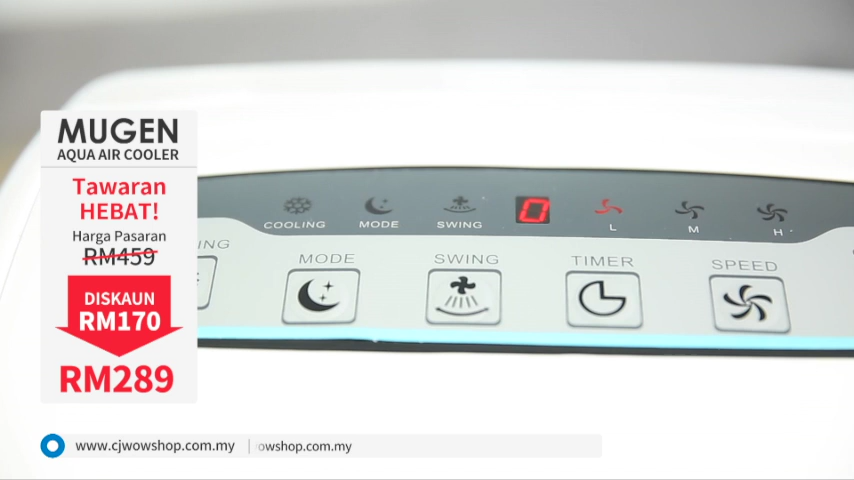 MUGEN
AQUA AIR COOLER
Tawaran
HEBAT!
Harga Pasaran
RM459
DISKAUN
RM170
RM289
COOLING
MODE
SWING
0
L
M
H
ING
MODE
SWING
TIMER
SPEED
www.cjwowshop.com.my
owshop.com.my